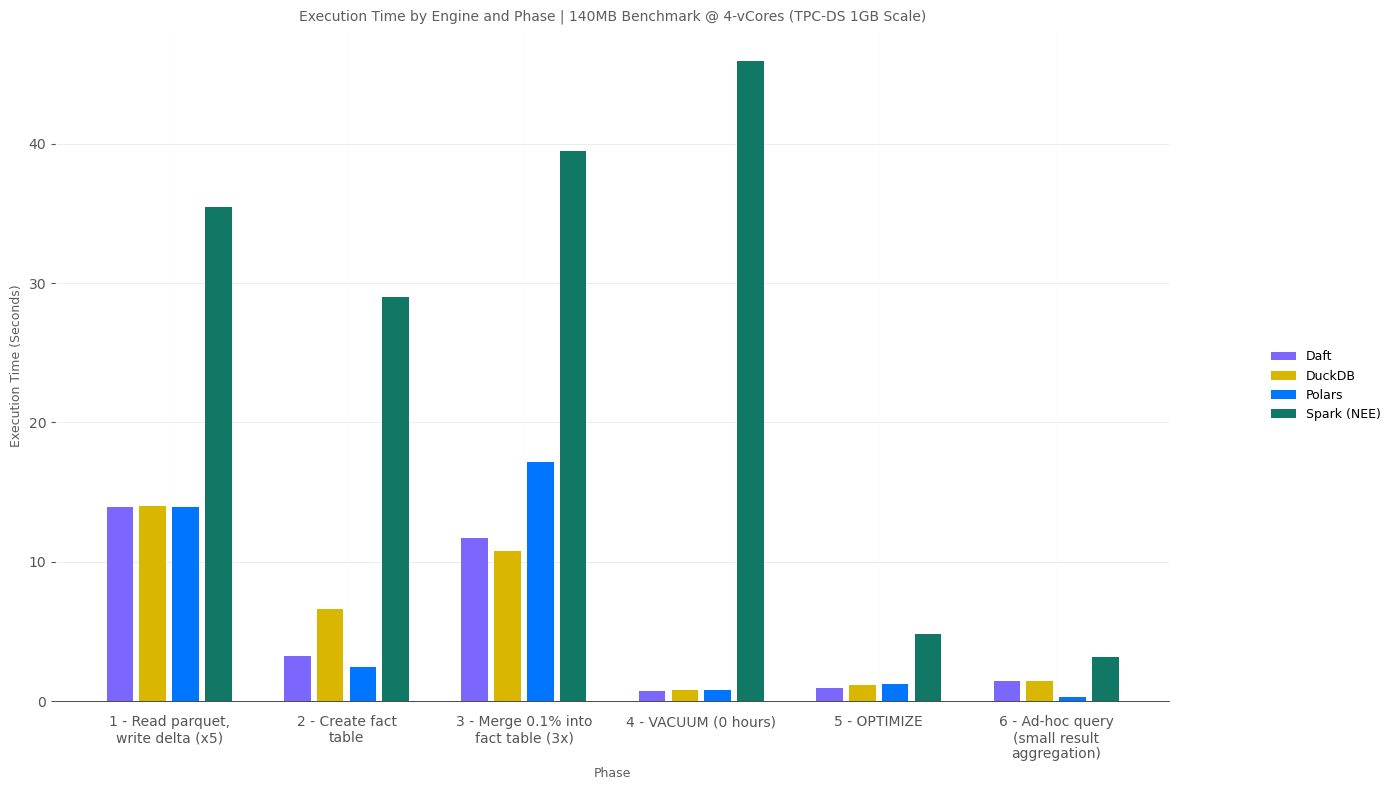 Execution Time by Engine and Phase | 140MB Benchmark @ 4-vCores (TPC-DS 1GB Scale)
Execution Time (Seconds)
40
30
20
10
0
1 - Read parquet,
write delta (x5)
2 - Create fact
table
3 - Merge 0.1% into
fact table (3x)
4 - VACUUM (0 hours)
5 - OPTIMIZE
6 - Ad-hoc query
(small result
aggregation)
Phase
Daft
DuckDB
Polars
Spark (NEE)